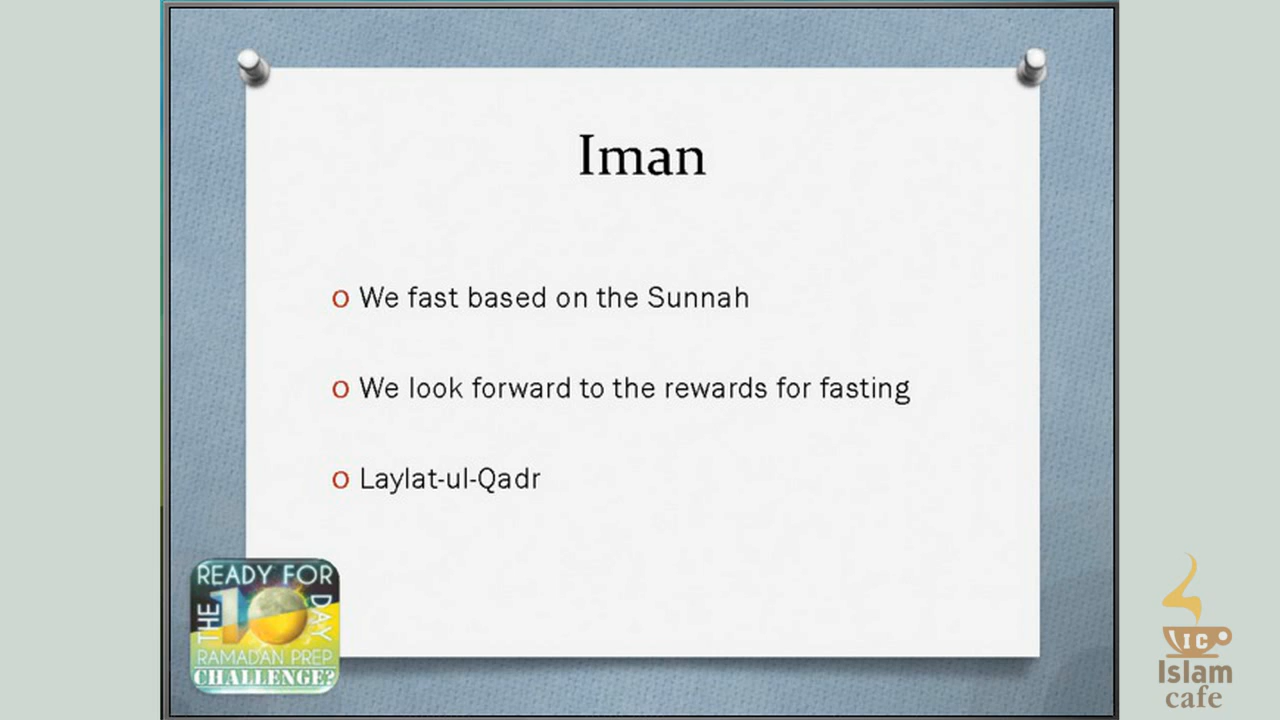 Iman
o We fast based on the Sunnah
o We look forward to the rewards for fasting
o Laylat-ul-Qadr
READY FOR
THE 10 DAY
RAMADAN PREP
CHALLENGE?
IC
Islam
cafe